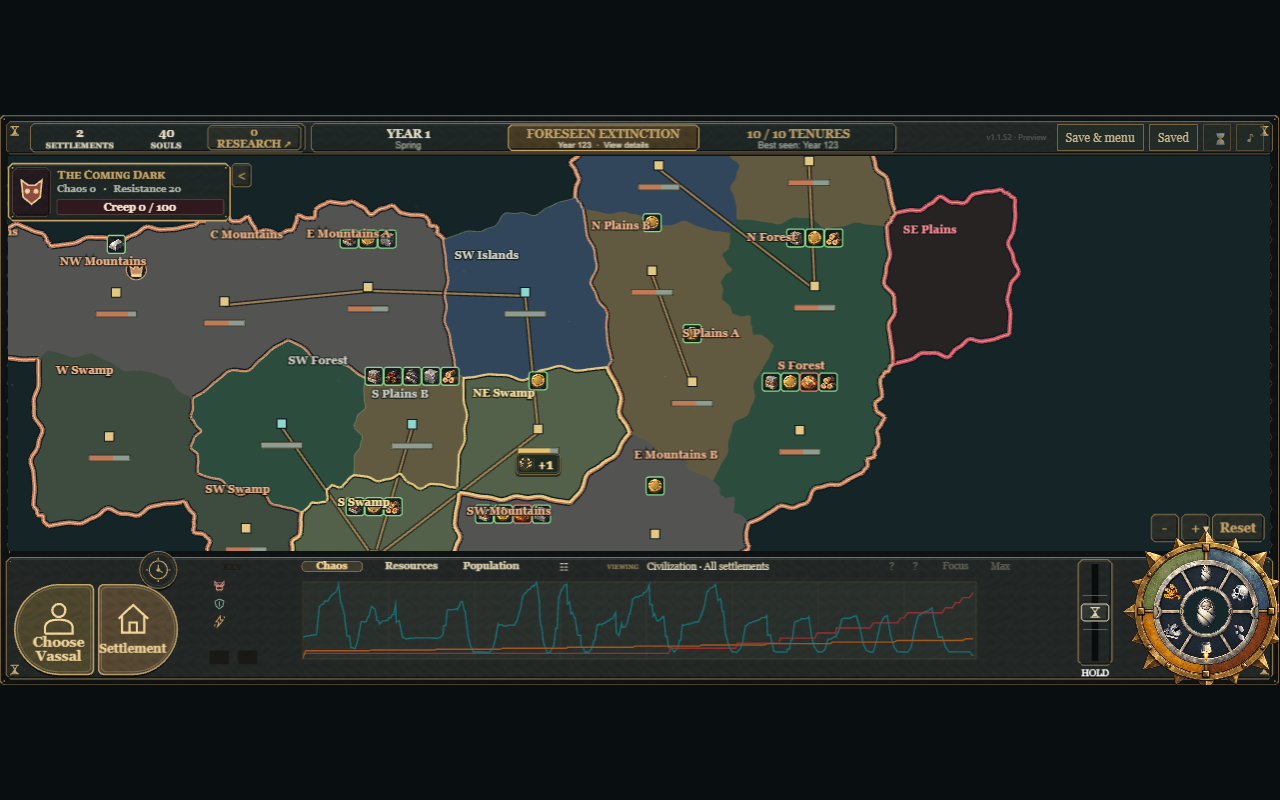 2
SETTLEMENTS
40
SOULS
0
RESEARCH ↗
YEAR 1
Spring
FORESEEN EXTINCTION
Year 123 · View details
10 / 10 TENURES
Best seen: Year 123
v1.1.52 · Preview
Save & menu
Saved
THE COMING DARK
Chaos 0 · Resistance 20
Creep 0 / 100
<
C Mountains
E Mountains A
NW Mountains
SW Islands
N Plains B
N Forest
SE Plains
S Plains A
W Swamp
SW Forest
S Plains B
NE Swamp
S Forest
+1
E Mountains B
SW Swamp
S Swamp
SW Mountains
-
+
Reset
Choose
Vassal
Settlement
Chaos
Resources
Population
VIEWING
Civilization · All settlements
?
?
Focus
Max
HOLD